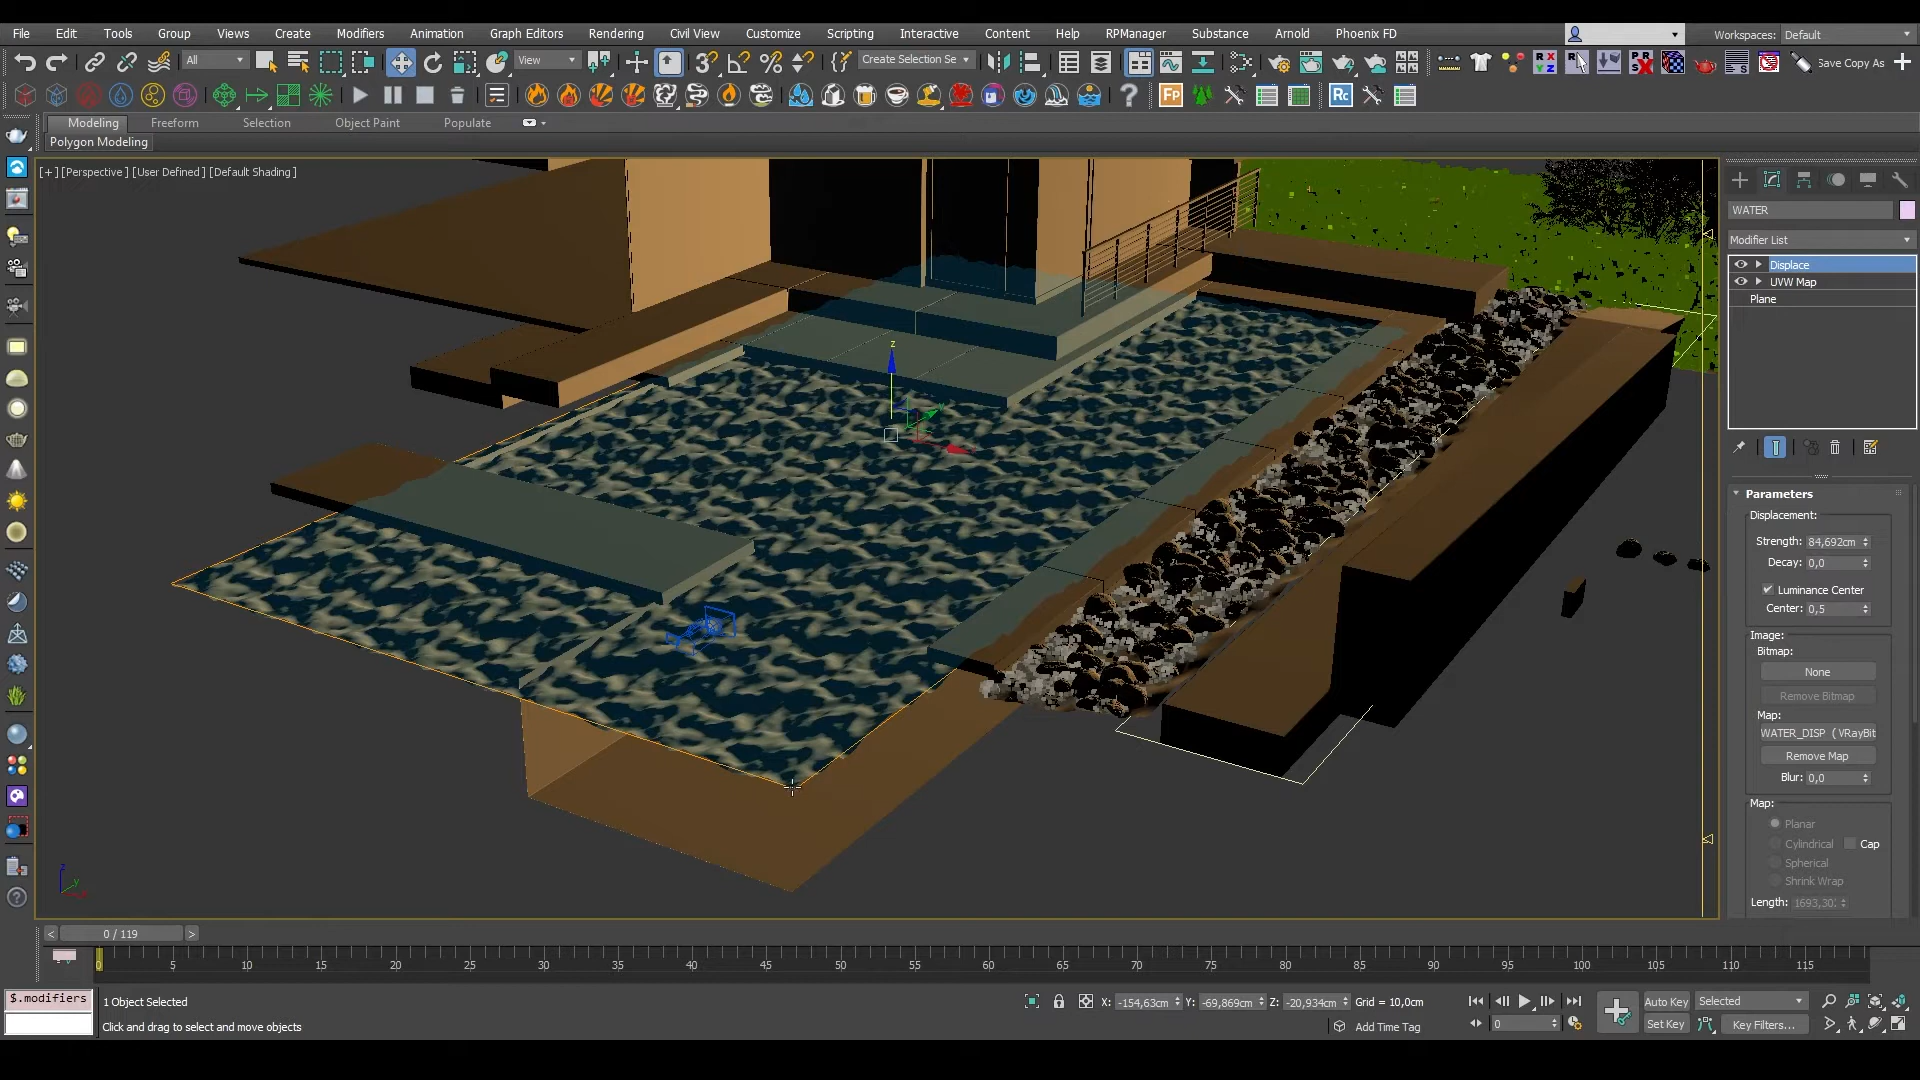 File Edit Tools Group Views Create Modifiers Animation Graph Editors Rendering Civil View Customize Scripting Interactive Content Help RPManager Substance Arnold Phoenix FD Workspaces: Default
All View Create Selection Se Save Copy As
Modeling Freeform Selection Object Paint Populate
Polygon Modeling
[+] [Perspective ] [User Defined ] [Default Shading ]
WATER
Modifier List
Displace
UVW Map
Plane
Parameters
Displacement:
Strength: 84,692cm
Decay: 0,0
Luminance Center
Center: 0,5
Image:
Bitmap:
None
Remove Bitmap
Map:
WATER_DISP ( VRayBit
Remove Map
Blur: 0,0
Map:
Planar
Cylindrical Cap
Spherical
Shrink Wrap
Length: 1693,30
z
y
z
y
x
< 0 / 119 >
0 5 10 15 20 25 30 35 40 45 50 55 60 65 70 75 80 85 90 95 100 105 110 115
$.modifiers 1 Object Selected X: -154,63cm Y: -69,869cm Z: -20,934cm Grid = 10,0cm Auto Key Selected
Click and drag to select and move objects Add Time Tag 0 Set Key Key Filters...